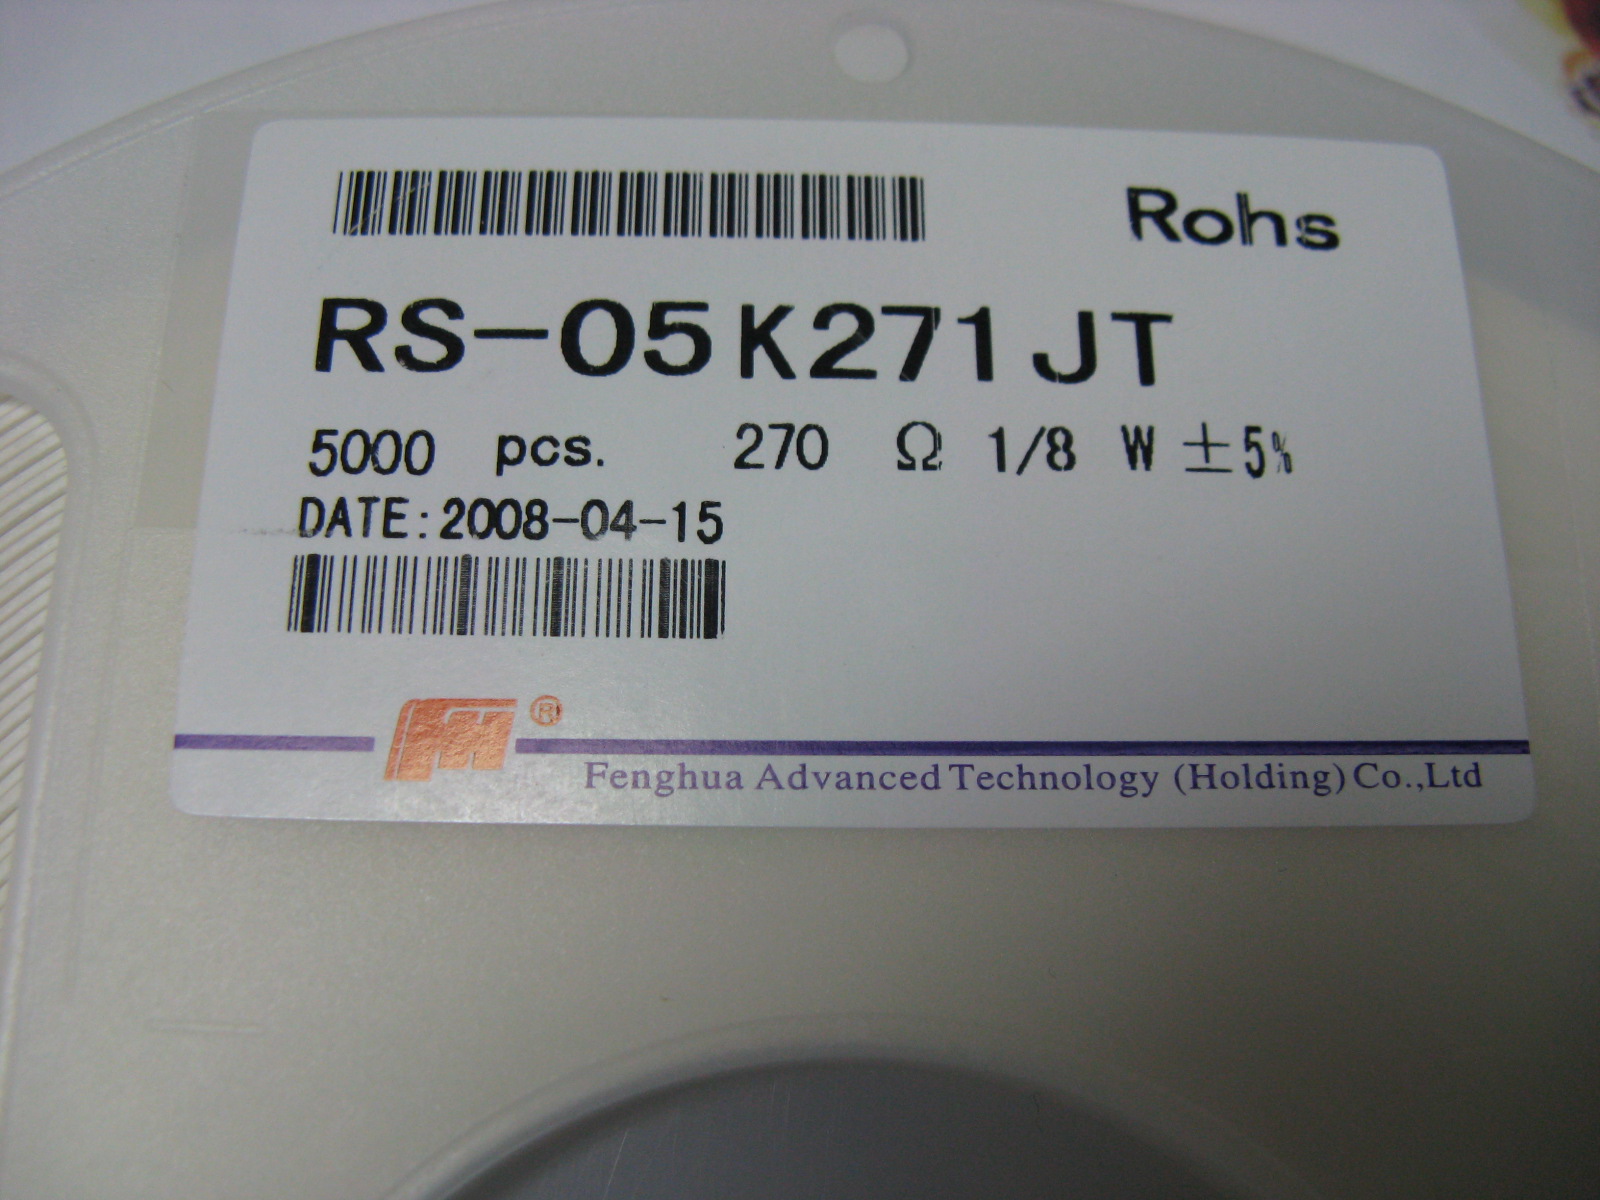 Rohs
RS-05K271JT
5000 pcs. 270 Ω 1/8 W ±5%
DATE:2008-04-15
®
Fenghua Advanced Technology (Holding) Co.,Ltd